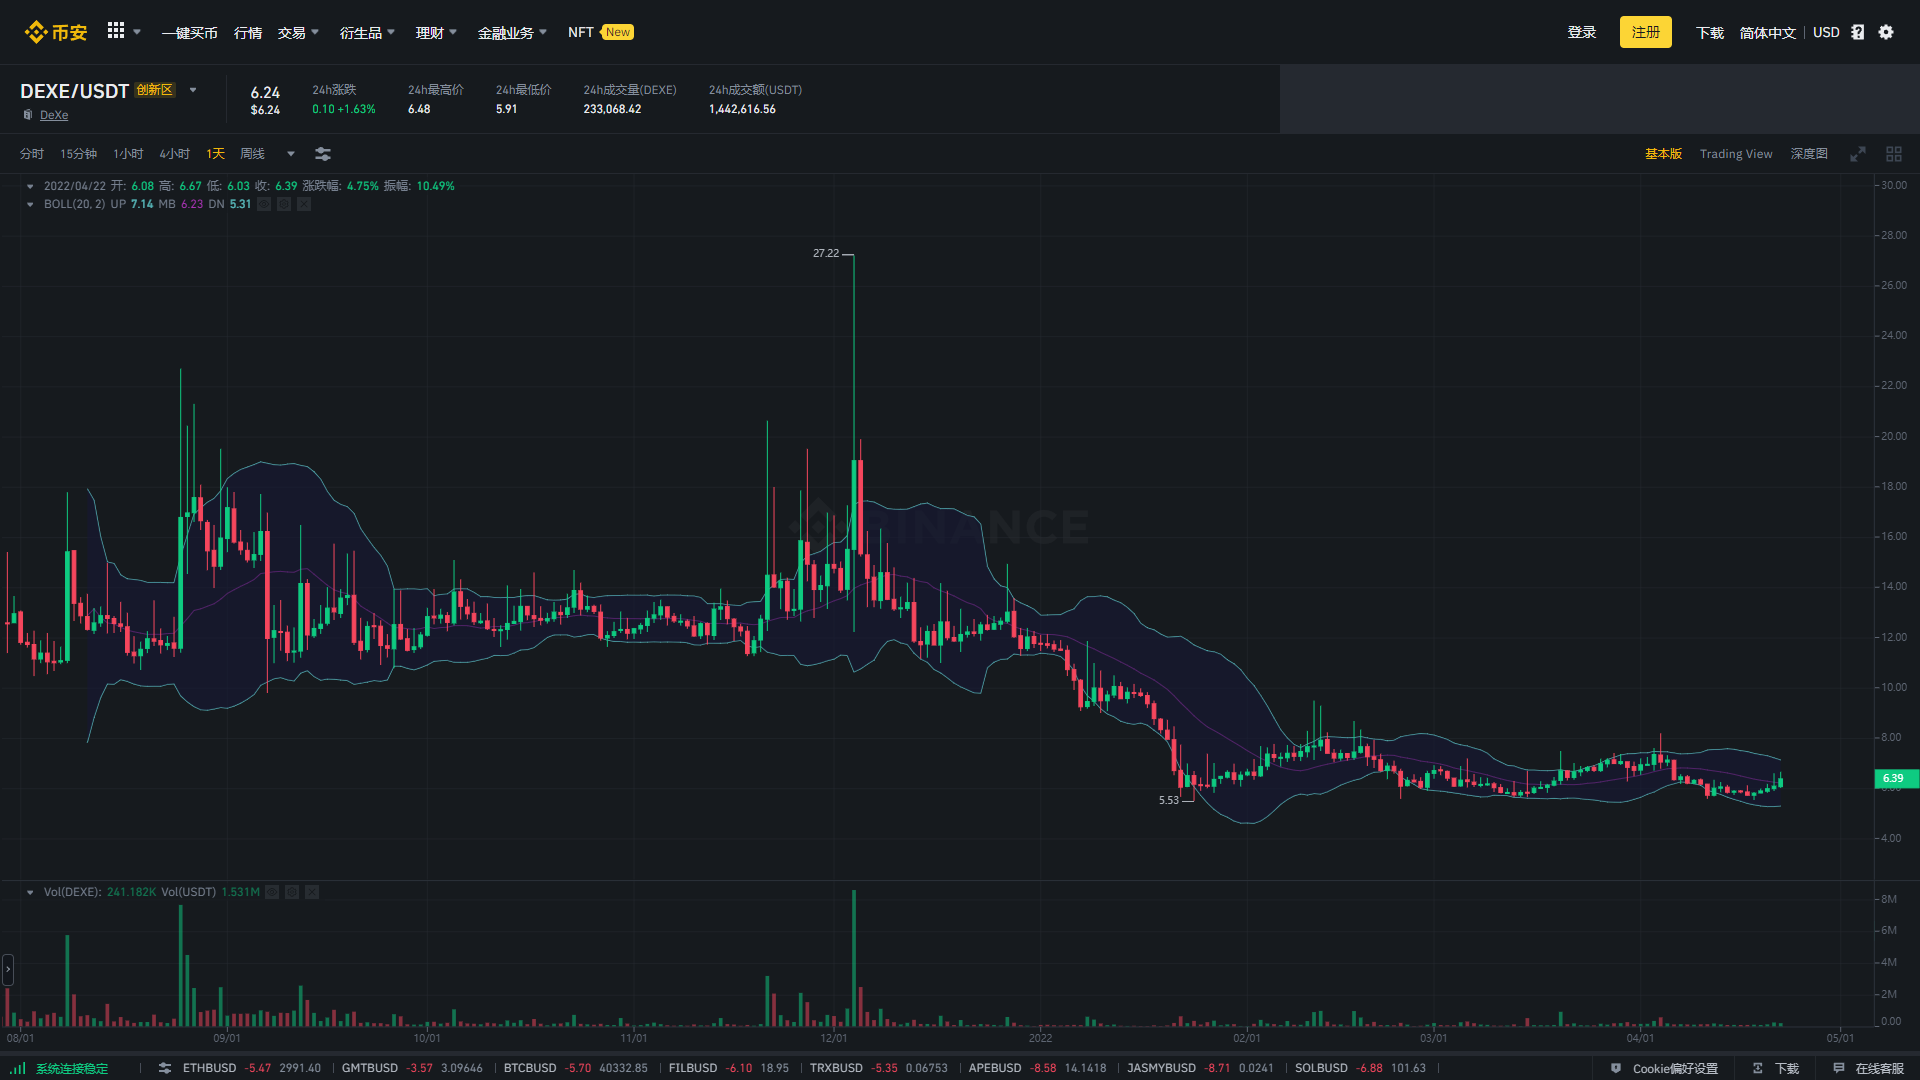 币安 一键买币 行情 交易 衍生品 理财 金融业务 NFT New 登录 注册 下载 简体中文 USD
DEXE/USDT 创新区
DeXe
6.24
$6.24
24h涨跌
0.10 +1.63%
24h最高价
6.48
24h最低价
5.91
24h成交量(DEXE)
233,068.42
24h成交额(USDT)
1,442,616.56
分时 15分钟 1小时 4小时 1天 周线 基本版 Trading View 深度图
2022/04/22 开: 6.08 高: 6.67 低: 6.03 收: 6.39 涨跌幅: 4.75% 振幅: 10.49%
BOLL(20, 2) UP 7.14 MB 6.23 DN 5.31
30.00
28.00
27.22
26.00
24.00
22.00
20.00
18.00
BINANCE
16.00
14.00
12.00
10.00
8.00
6.39
5.53
4.00
Vol(DEXE): 241.182K Vol(USDT) 1.531M
8M
6M
4M
2M
0.00
08/01 09/01 10/01 11/01 12/01 2022 02/01 03/01 04/01 05/01
系统连接稳定 ETHBUSD -5.47 2991.40 GMTBUSD -3.57 3.09646 BTCBUSD -5.70 40332.85 FILBUSD -6.10 18.95 TRXBUSD -5.35 0.06753 APEBUSD -8.58 14.1418 JASMYBUSD -8.71 0.0241 SOLBUSD -6.88 101.63 Cookie偏好设置 下载 在线客服